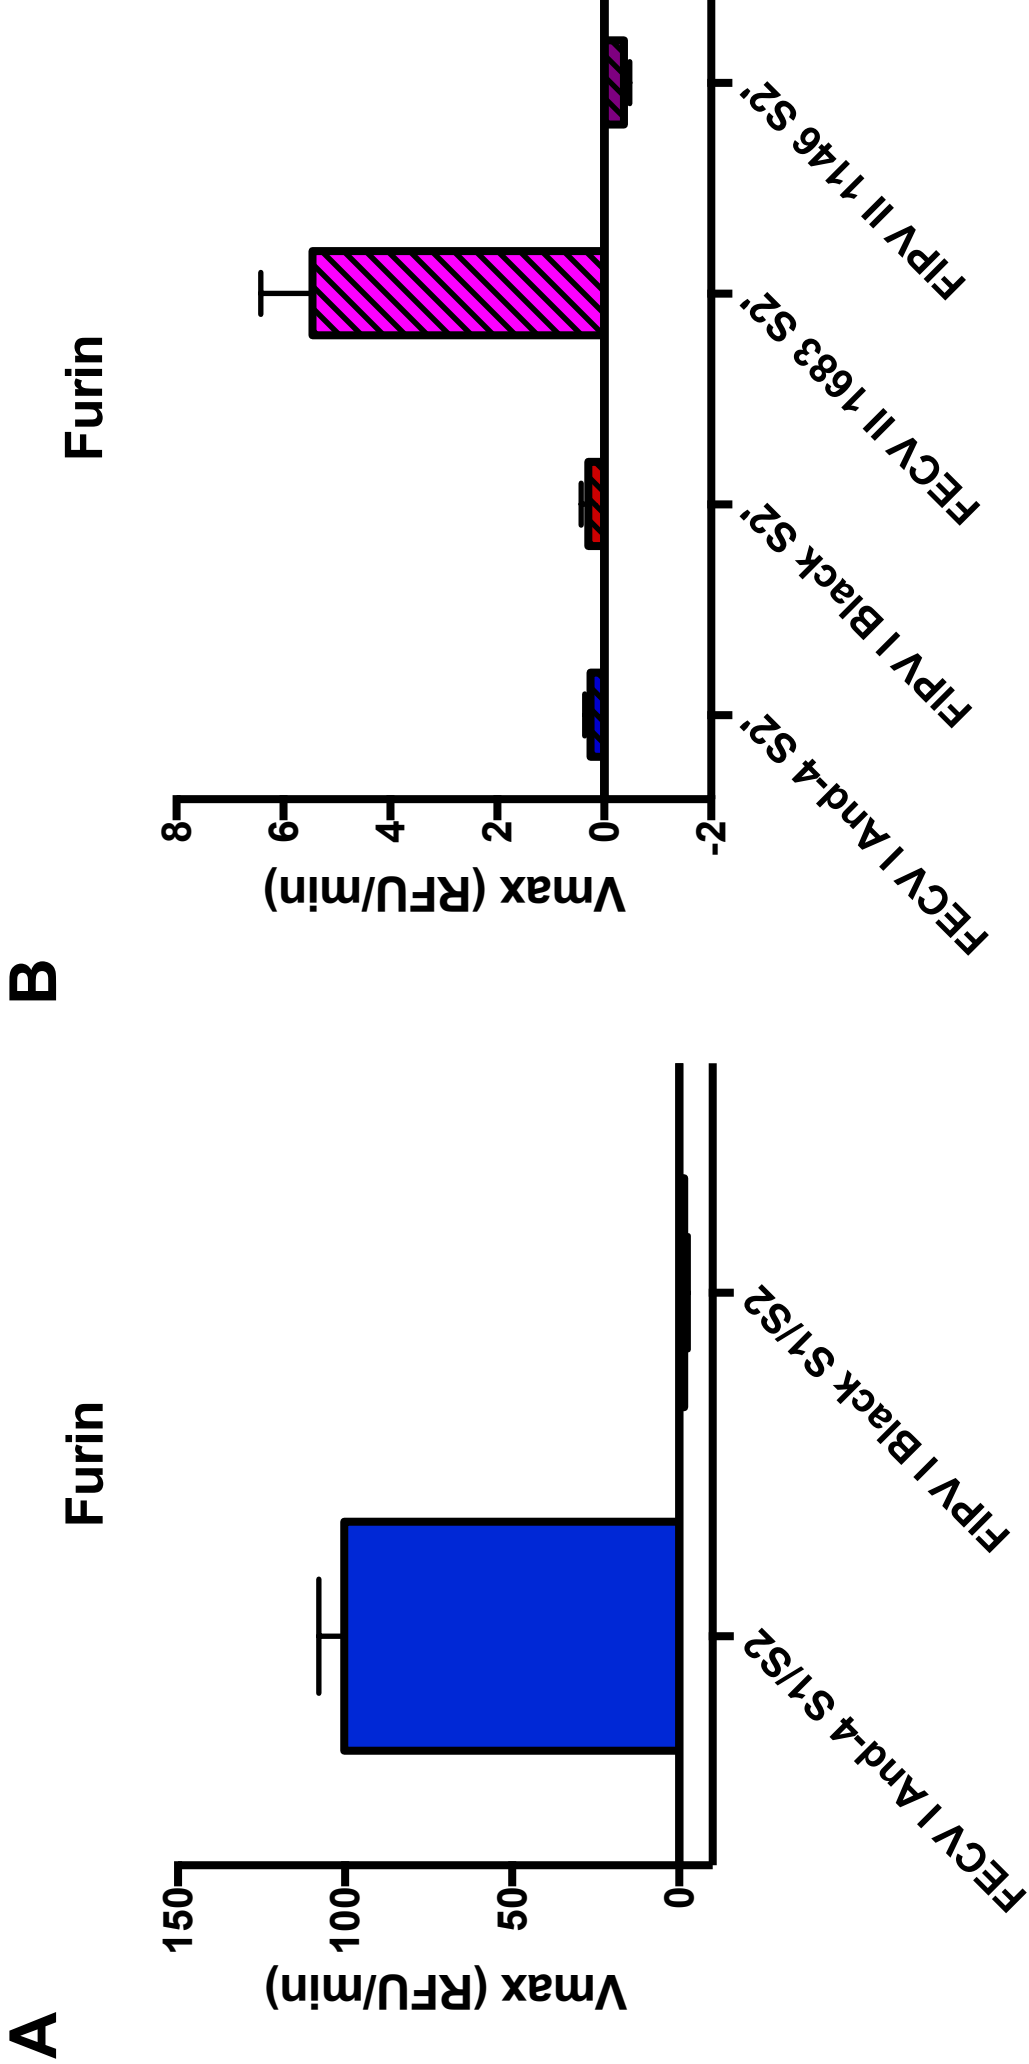 A
Furin
Vmax (RFU/min)
150
100
50
0
FECV I And-4 S1/S2
FIPV I Black S1/S2
B
Furin
Vmax (RFU/min)
8
6
4
2
0
-2
FECV I And-4 S2'
FIPV I Black S2'
FECV II 1683 S2'
FIPV II 1146 S2'